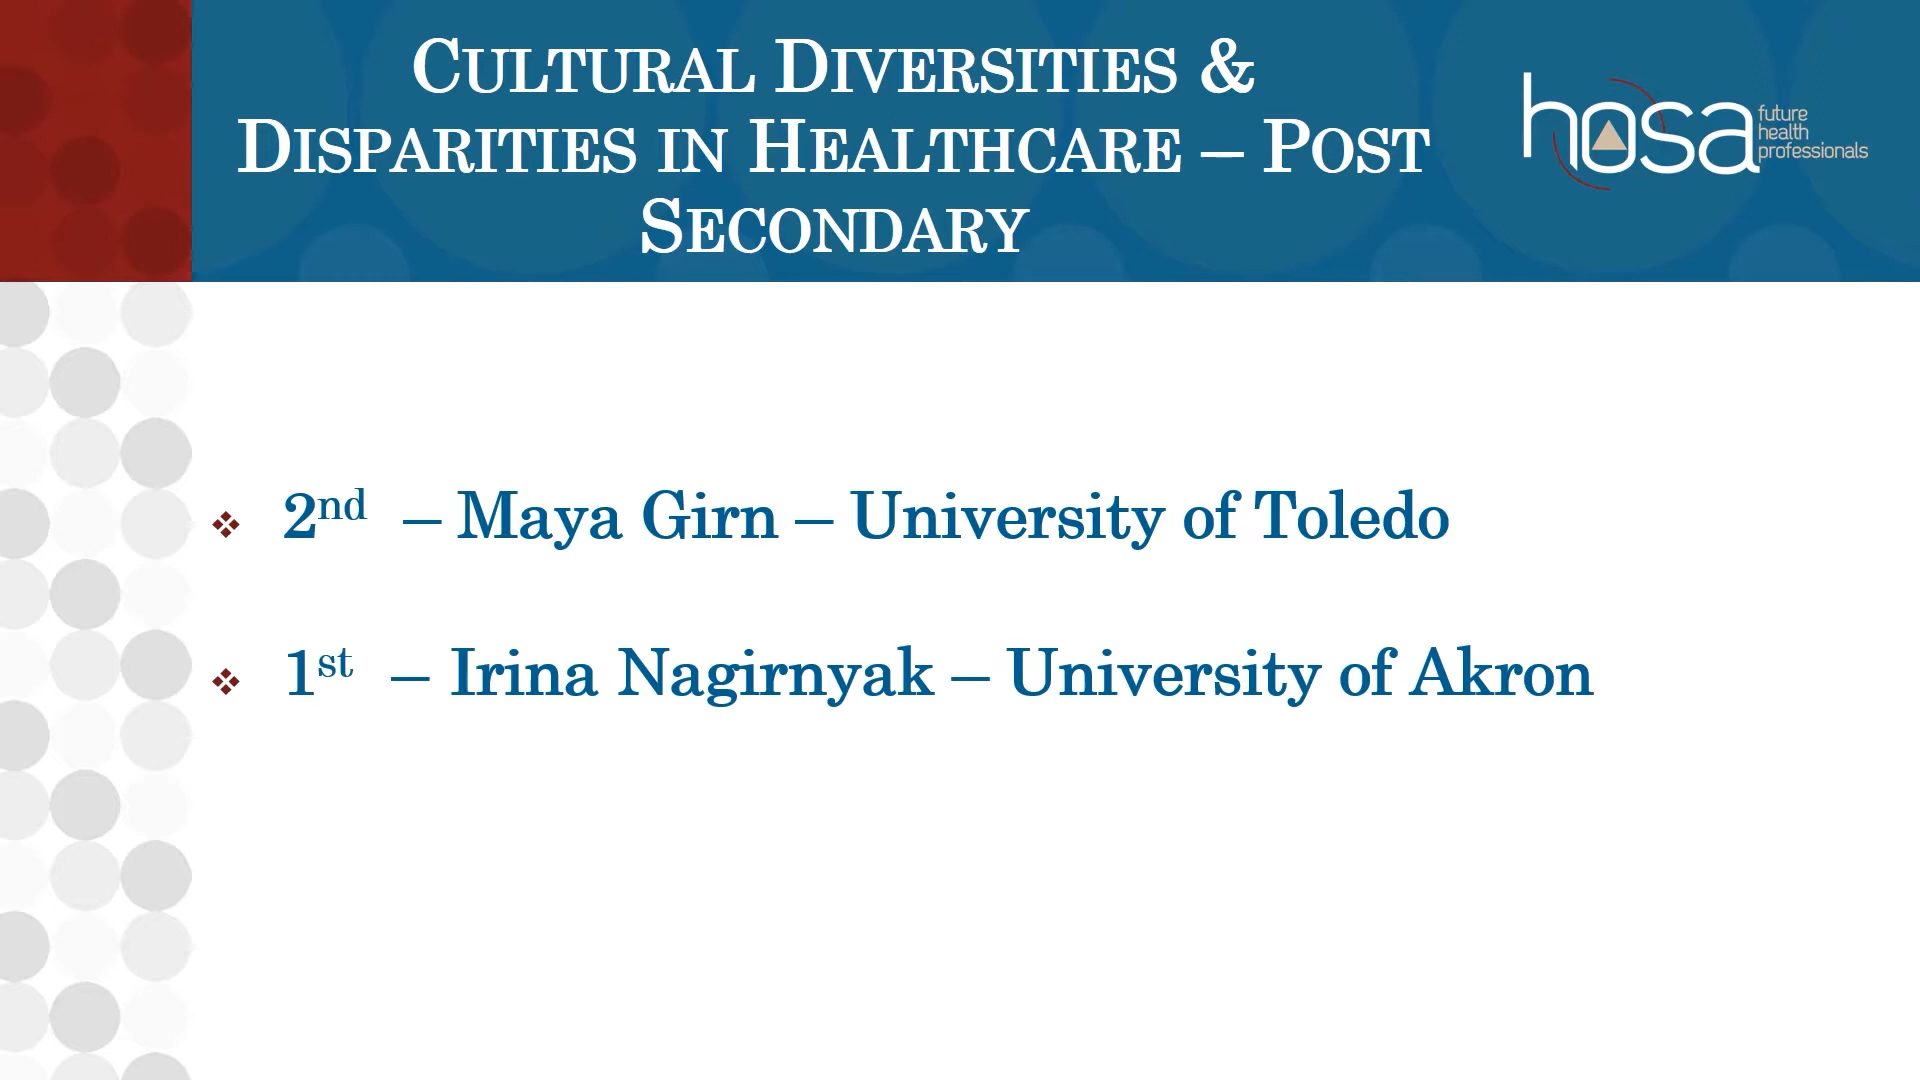 CULTURAL DIVERSITIES &
DISPARITIES IN HEALTHCARE – POST
SECONDARY
hosa
future
health
professionals
❖ 2nd – Maya Girn – University of Toledo
❖ 1st – Irina Nagirnyak – University of Akron